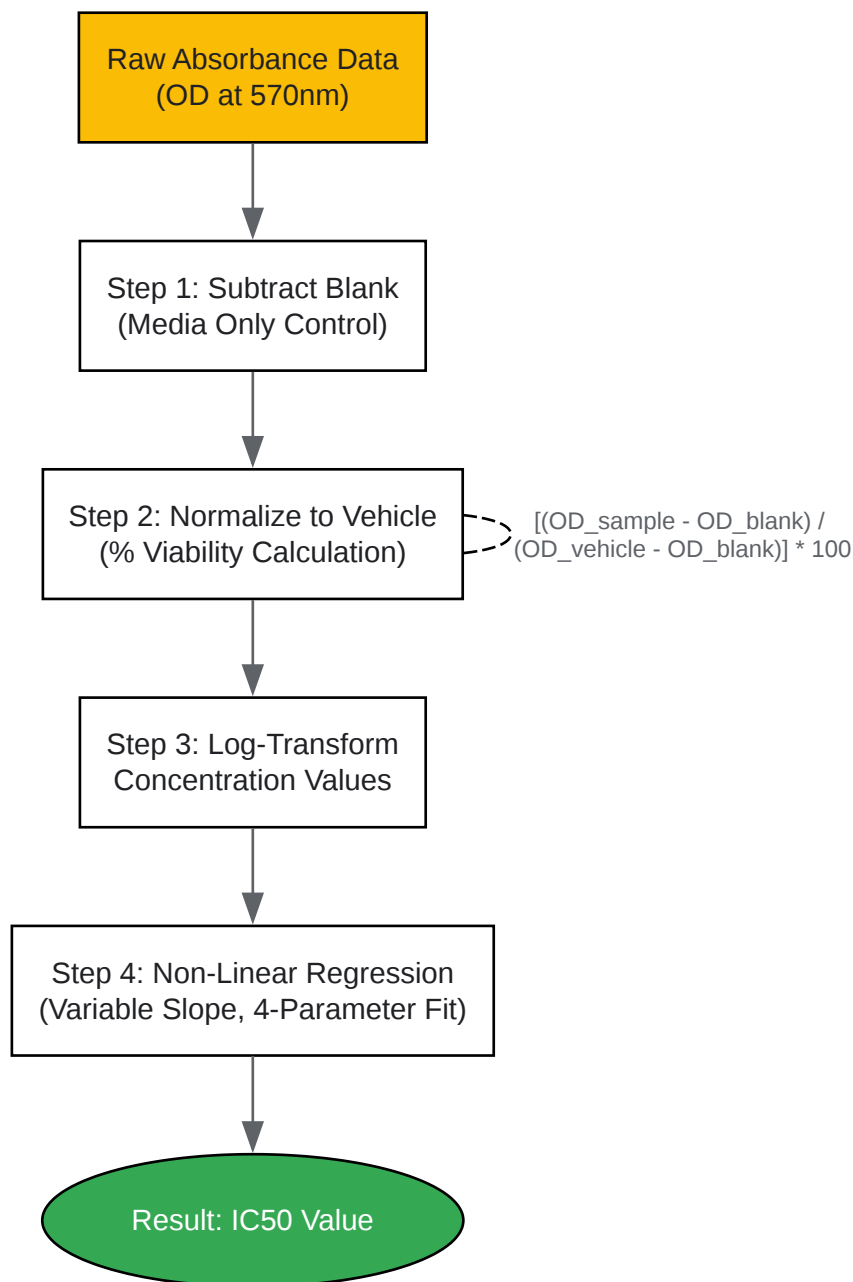 Raw Absorbance Data
(OD at 570nm)
Step 1: Subtract Blank
(Media Only Control)
Step 2: Normalize to Vehicle
(% Viability Calculation)
[(OD_sample - OD_blank) /
(OD_vehicle - OD_blank)] * 100
Step 3: Log-Transform
Concentration Values
Step 4: Non-Linear Regression
(Variable Slope, 4-Parameter Fit)
Result: IC50 Value